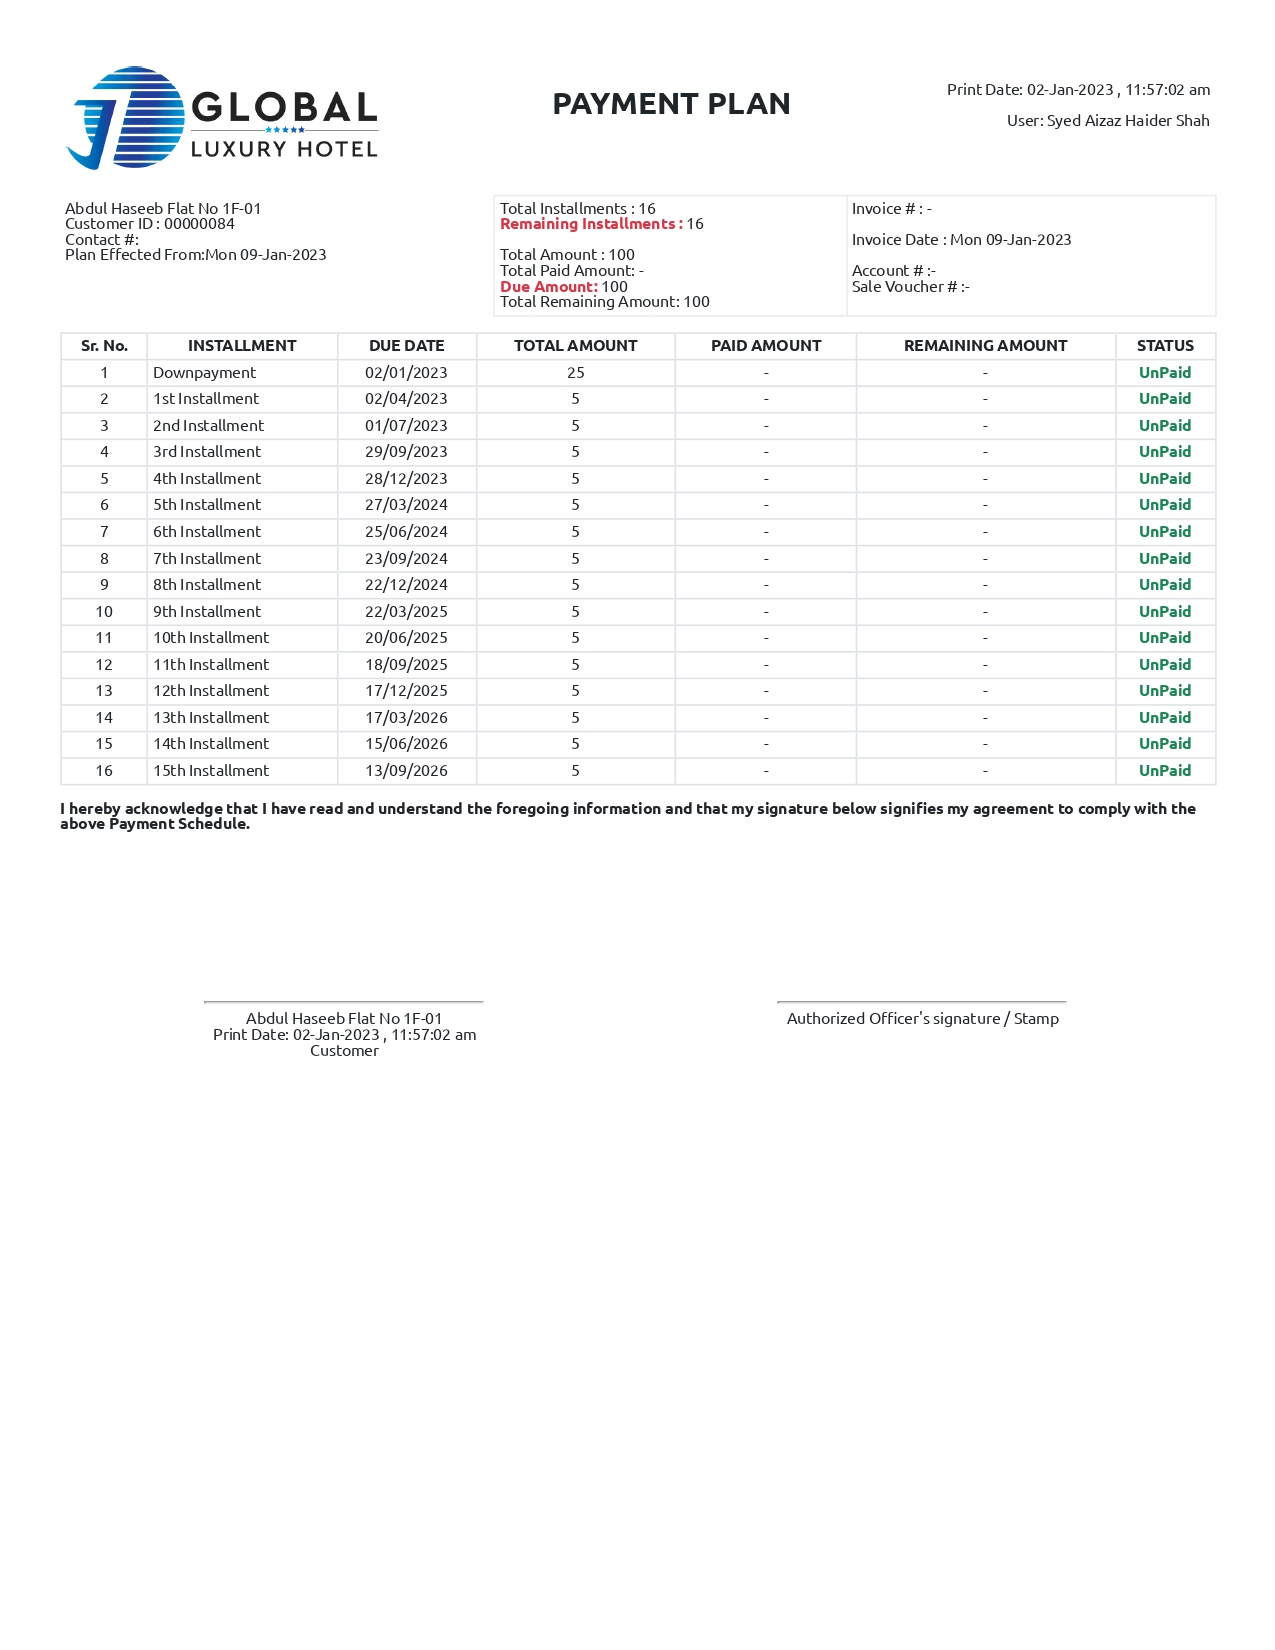 GLOBAL
LUXURY HOTEL
PAYMENT PLAN
Print Date: 02-Jan-2023 , 11:57:02 am
User: Syed Aizaz Haider Shah
Abdul Haseeb Flat No 1F-01
Customer ID : 00000084
Contact #:
Plan Effected From:Mon 09-Jan-2023
Total Installments : 16
Remaining Installments : 16
Total Amount : 100
Total Paid Amount: -
Due Amount: 100
Total Remaining Amount: 100
Invoice # : -
Invoice Date : Mon 09-Jan-2023
Account # :-
Sale Voucher # :-
Sr. No. INSTALLMENT DUE DATE TOTAL AMOUNT PAID AMOUNT REMAINING AMOUNT STATUS
1 Downpayment 02/01/2023 25 - - UnPaid
2 1st Installment 02/04/2023 5 - - UnPaid
3 2nd Installment 01/07/2023 5 - - UnPaid
4 3rd Installment 29/09/2023 5 - - UnPaid
5 4th Installment 28/12/2023 5 - - UnPaid
6 5th Installment 27/03/2024 5 - - UnPaid
7 6th Installment 25/06/2024 5 - - UnPaid
8 7th Installment 23/09/2024 5 - - UnPaid
9 8th Installment 22/12/2024 5 - - UnPaid
10 9th Installment 22/03/2025 5 - - UnPaid
11 10th Installment 20/06/2025 5 - - UnPaid
12 11th Installment 18/09/2025 5 - - UnPaid
13 12th Installment 17/12/2025 5 - - UnPaid
14 13th Installment 17/03/2026 5 - - UnPaid
15 14th Installment 15/06/2026 5 - - UnPaid
16 15th Installment 13/09/2026 5 - - UnPaid
I hereby acknowledge that I have read and understand the foregoing information and that my signature below signifies my agreement to comply with the
above Payment Schedule.
Abdul Haseeb Flat No 1F-01
Print Date: 02-Jan-2023 , 11:57:02 am
Customer
Authorized Officer's signature / Stamp